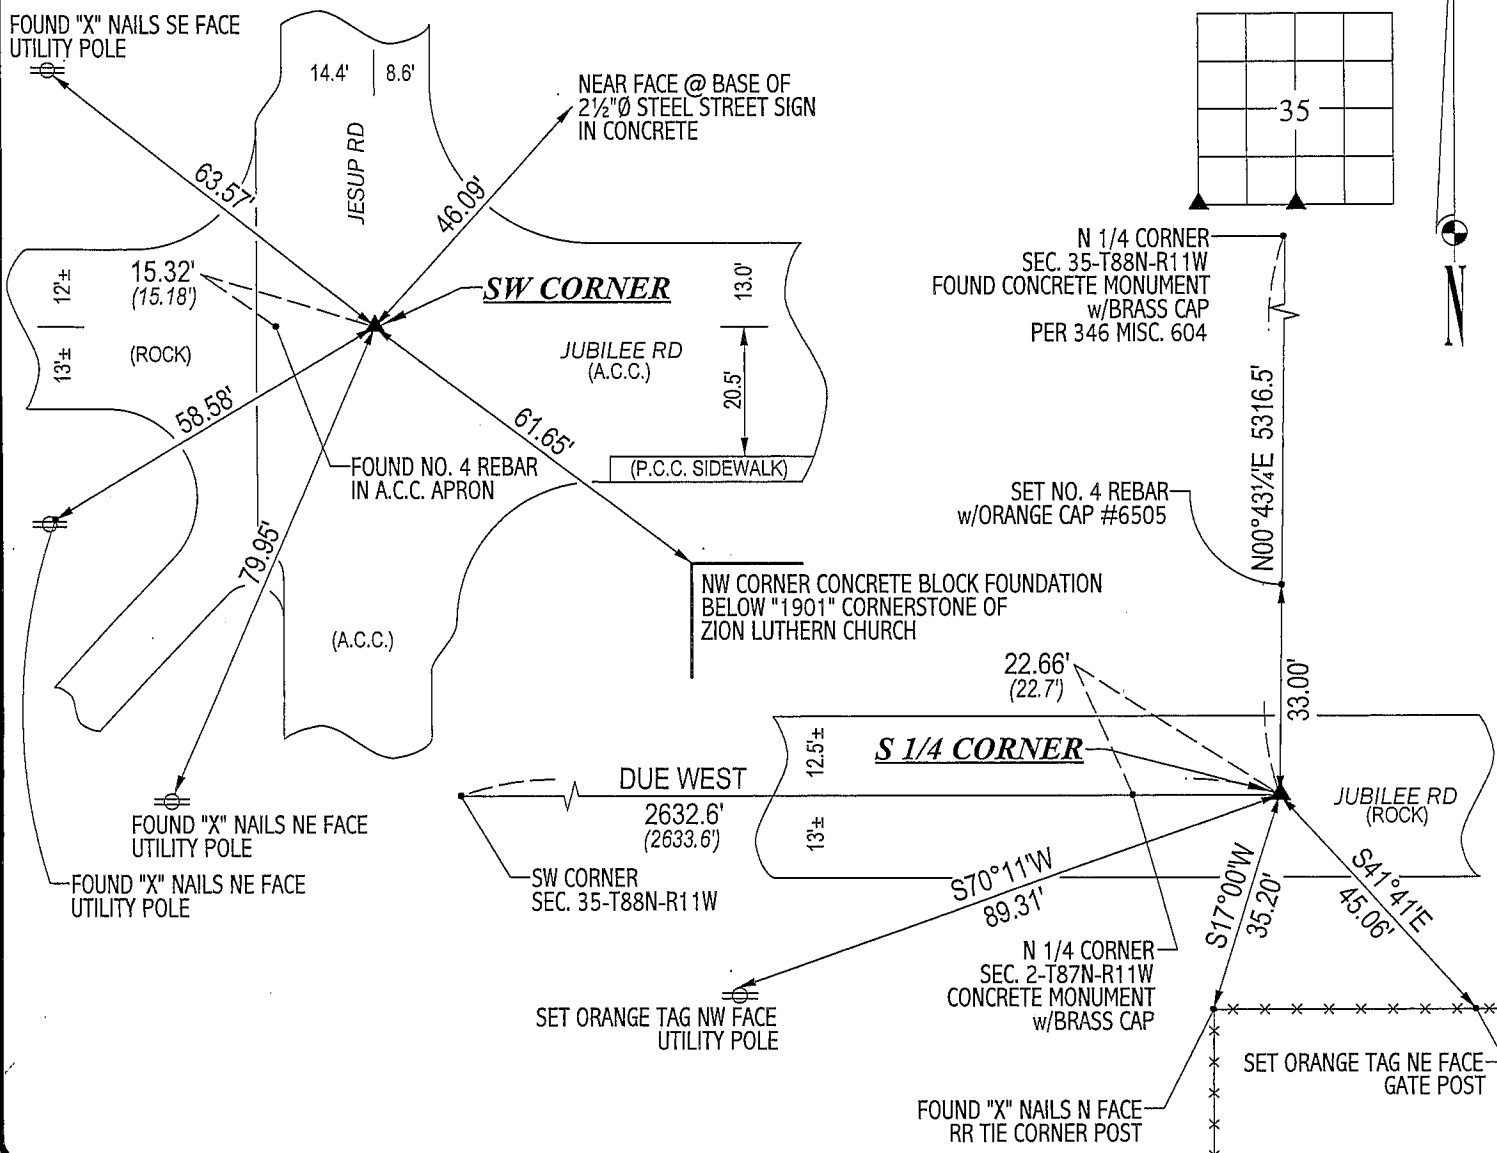 FOUND "X" NAILS SE FACE
UTILITY POLE
14.4'
8.6'
NEAR FACE @ BASE OF
2½"Ø STEEL STREET SIGN
IN CONCRETE
35
JESUP RD
63.57'
46.09'
N 1/4 CORNER
SEC. 35-T88N-R11W
FOUND CONCRETE MONUMENT
w/BRASS CAP
PER 346 MISC. 604
N
12'±
15.32'
(15.18')
SW CORNER
13.0'
13'±
(ROCK)
JUBILEE RD
(A.C.C.)
20.5'
58.58'
61.65'
N00°43¼'E 5316.5'
FOUND NO. 4 REBAR
IN A.C.C. APRON
(P.C.C. SIDEWALK)
SET NO. 4 REBAR
w/ORANGE CAP #6505
79.95'
NW CORNER CONCRETE BLOCK FOUNDATION
BELOW "1901" CORNERSTONE OF
ZION LUTHERN CHURCH
(A.C.C.)
22.66'
(22.7')
33.00'
12.5'±
S 1/4 CORNER
DUE WEST
2632.6'
(2633.6')
13'±
JUBILEE RD
(ROCK)
FOUND "X" NAILS NE FACE
UTILITY POLE
FOUND "X" NAILS NE FACE
UTILITY POLE
SW CORNER
SEC. 35-T88N-R11W
S70°11'W
89.31'
S17°00'W
35.20'
S41°41'E
45.06'
N 1/4 CORNER
SEC. 2-T87N-R11W
CONCRETE MONUMENT
w/BRASS CAP
SET ORANGE TAG NW FACE
UTILITY POLE
SET ORANGE TAG NE FACE
GATE POST
FOUND "X" NAILS N FACE
RR TIE CORNER POST